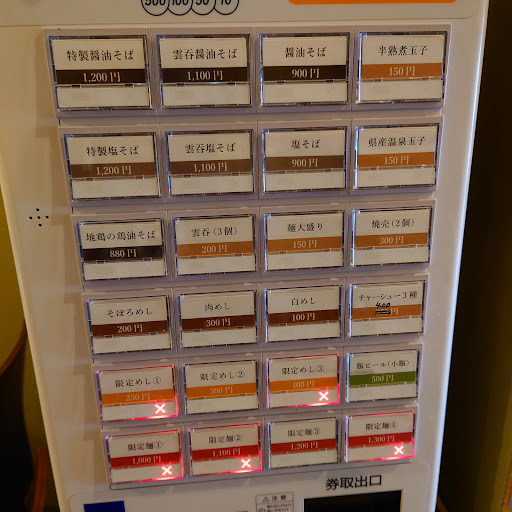 500 100 50 10
特製醤油そば
1,200円
雲呑醤油そば
1,100円
醤油そば
900円
半熟煮玉子
150円
特製塩そば
1,200円
雲呑塩そば
1,100円
塩そば
900円
県産温泉玉子
150円
地鶏の鶏油そば
880円
雲呑(3個)
200円
麺大盛り
150円
焼売(2個)
300円
そぼろめし
200円
肉めし
300円
白めし
100円
チャーシュー3種
400円
限定めし①
250円
限定めし②
300円
限定めし③
400円
瓶ビール(小瓶)
500円
限定麺①
1,000円
限定麺②
1,100円
限定麺③
1,200円
限定麺④
1,300円
注意
券取出口